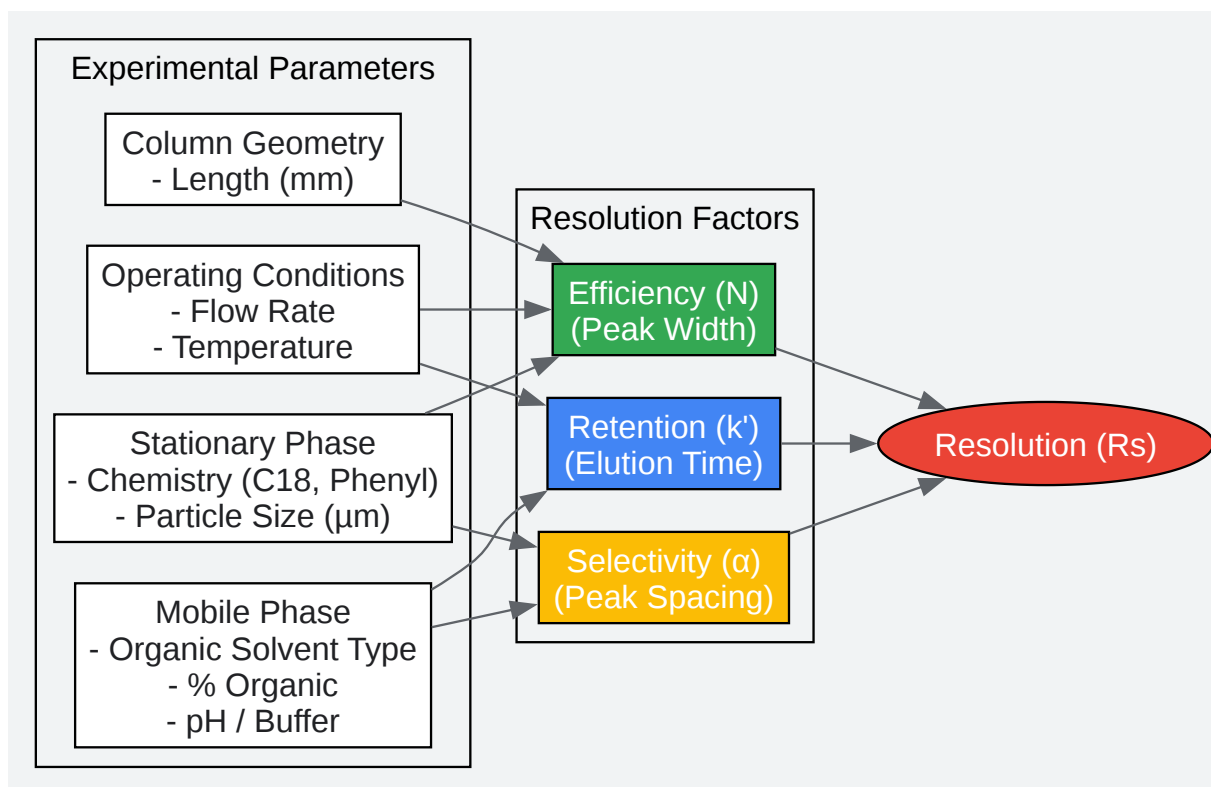 Experimental Parameters
Column Geometry
- Length (mm)
Operating Conditions
- Flow Rate
- Temperature
Stationary Phase
- Chemistry (C18, Phenyl)
- Particle Size (µm)
Mobile Phase
- Organic Solvent Type
- % Organic
- pH / Buffer
Resolution Factors
Efficiency (N)
(Peak Width)
Retention (k')
(Elution Time)
Selectivity (α)
(Peak Spacing)
Resolution (Rs)